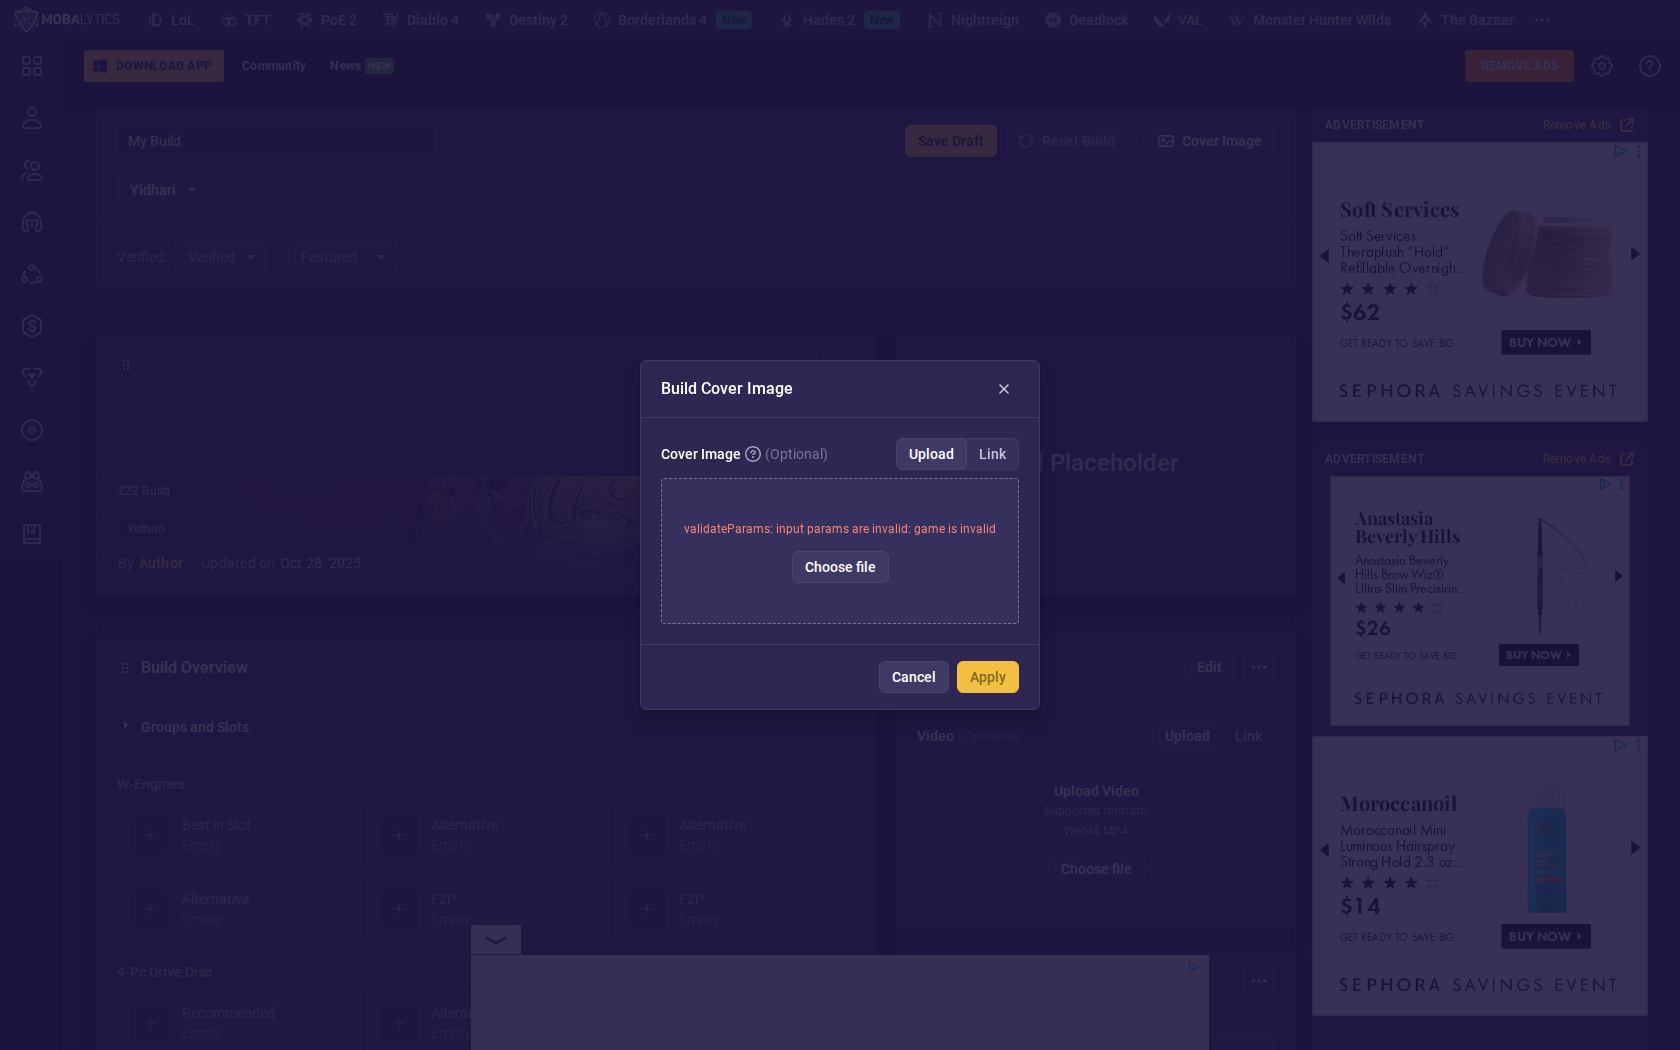 MOBALYTICS
LoL
TFT
PoE 2
Diablo 4
Destiny 2
Borderlands 4
New
Hades 2
New
Nightreign
Deadlock
VAL
Monster Hunter Wilds
The Bazaar
DOWNLOAD APP
Community
News NEW
REMOVE ADS
My Build
Save Draft
Reset Build
Cover Image
Yidhari
Verified:
Verified
Featured
ZZZ Build
Yidhari
By Author
Updated on Oct 28, 2025
Placeholder
Build Cover Image
Cover Image (Optional)
Upload
Link
validateParams: input params are invalid: game is invalid
Choose file
Cancel
Apply
Build Overview
Edit
Groups and Slots
W-Engines
Best in Slot
Empty
Alternative
Empty
Alternative
Empty
Alternative
Empty
F2P
Empty
F2P
Empty
4-Pc Drive Disc
Recommended
Empty
Empty
Video (Optional)
Upload
Link
Upload Video
Supported formats:
WebM, MP4
Choose file
ADVERTISEMENT
Remove Ads
Soft Services
Soft Services
Theraplush "Hold"
Refillable Overnigh...
$62
GET READY TO SAVE BIG
BUY NOW
SEPHORA SAVINGS EVENT
ADVERTISEMENT
Remove Ads
Anastasia
Beverly Hills
Anastasia Beverly
Hills Brow Wiz®
Ultra-Slim Precision...
$26
GET READY TO SAVE BIG
BUY NOW
SEPHORA SAVINGS EVENT
Moroccanoil
Moroccanoil Mini
Luminous Hairspray
Strong Hold 2.3 oz...
$14
GET READY TO SAVE BIG
BUY NOW
SEPHORA SAVINGS EVENT